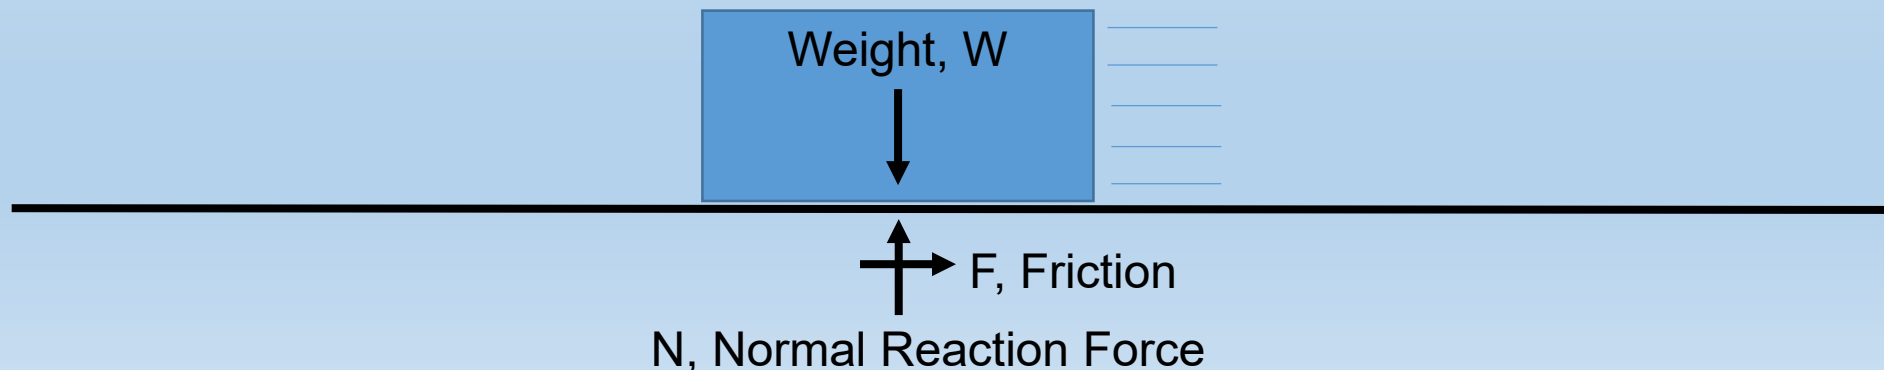 Weight, W
F, Friction
N, Normal Reaction Force